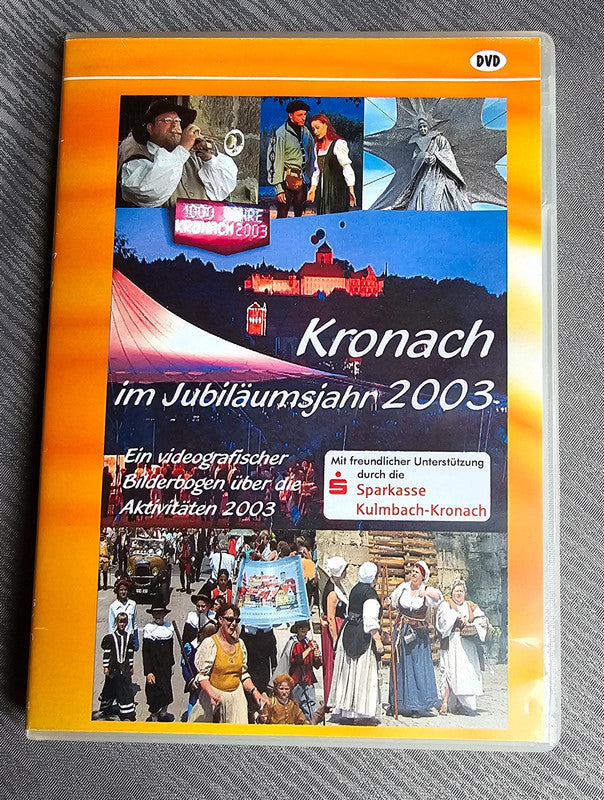 DVD
1000 JAHRE
KRONACH 2003
Kronach
im Jubiläumsjahr 2003
Ein videografischer
Bilderbogen über die
Aktivitäten 2003
Mit freundlicher Unterstützung
durch die
Sparkasse
Kulmbach-Kronach